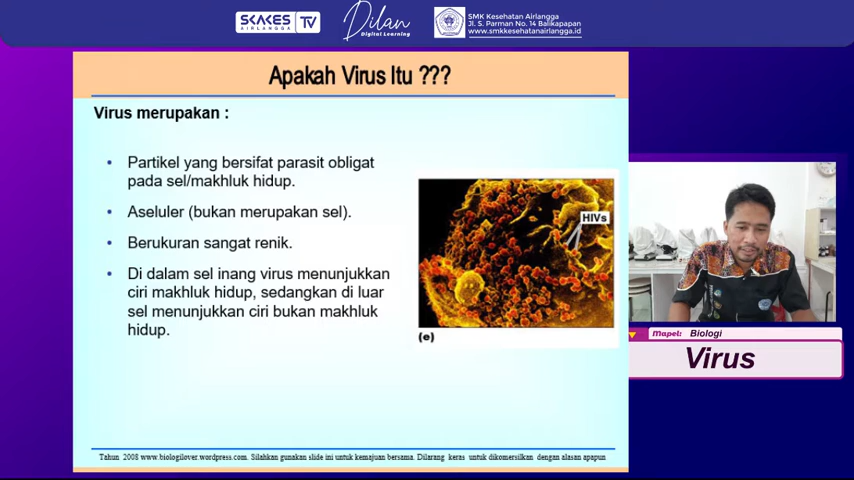 SKAKES TV
AIRLANGGA
Dilan
Digital Learning
SMK Kesehatan Airlangga
Jl. S. Parman No. 14 Balikapapan
www.smkkesehatanairlangga.id
Apakah Virus Itu ???
Virus merupakan :
• Partikel yang bersifat parasit obligat
pada sel/makhluk hidup.
• Aseluler (bukan merupakan sel).
• Berukuran sangat renik.
• Di dalam sel inang virus menunjukkan
ciri makhluk hidup, sedangkan di luar
sel menunjukkan ciri bukan makhluk
hidup.
HIVs
(e)
Mapel: Biologi
Virus
Tahun 2008 www.biologilover.wordpress.com. Silahkan gunakan slide ini untuk kemajuan bersama. Dilarang keras untuk dikomersilkan dengan alasan apapun